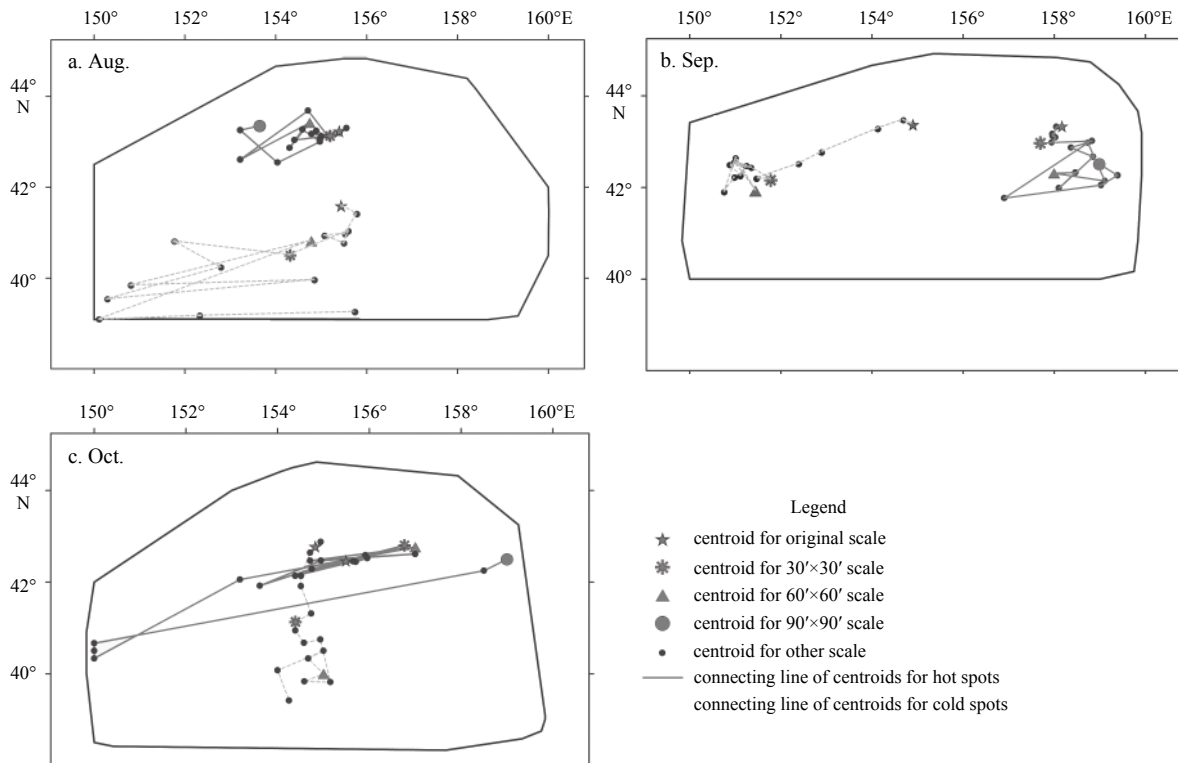 150° 152° 154° 156° 158° 160°E
150° 152° 154° 156° 158° 160°E
a. Aug.
b. Sep.
44°
N
42°
40°
44°
N
42°
40°
150° 152° 154° 156° 158° 160°E
c. Oct.
44°
N
42°
40°
Legend
centroid for original scale
centroid for 30′×30′ scale
centroid for 60′×60′ scale
centroid for 90′×90′ scale
centroid for other scale
connecting line of centroids for hot spots
connecting line of centroids for cold spots